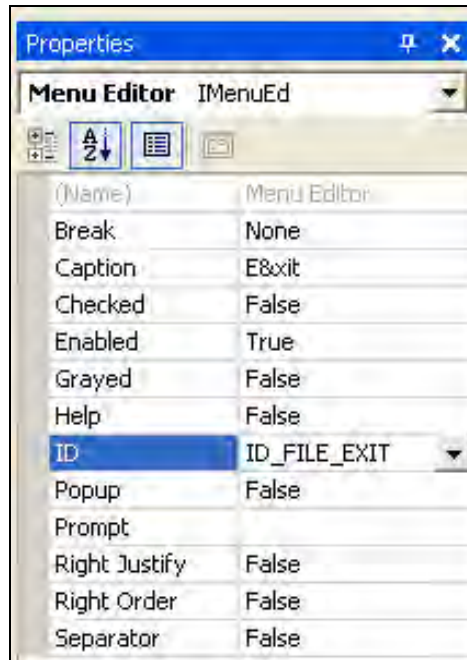 Properties
Menu Editor IMenuEd
(Name) Menu Editor
Break None
Caption E&xit
Checked False
Enabled True
Grayed False
Help False
ID ID_FILE_EXIT
Popup False
Prompt
Right Justify False
Right Order False
Separator False